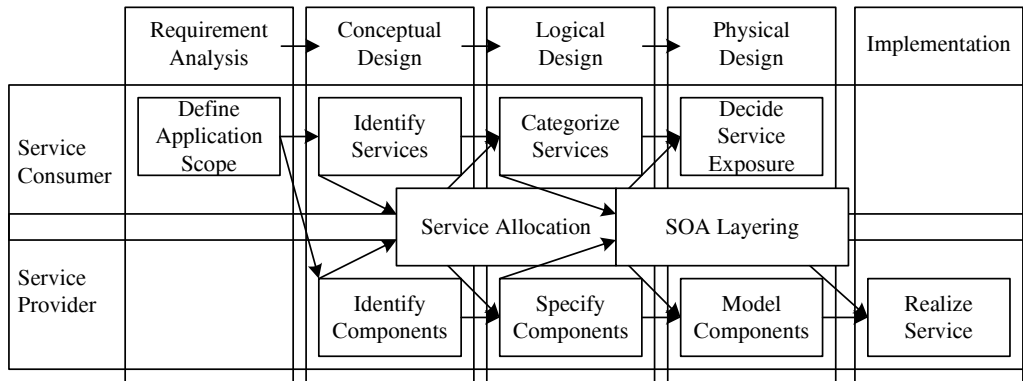 Requirement
Analysis
Conceptual
Design
Logical
Design
Physical
Design
Implementation
Service
Consumer
Define
Application
Scope
Identify
Services
Categorize
Services
Decide
Service
Exposure
Service Allocation
SOA Layering
Service
Provider
Identify
Components
Specify
Components
Model
Components
Realize
Service